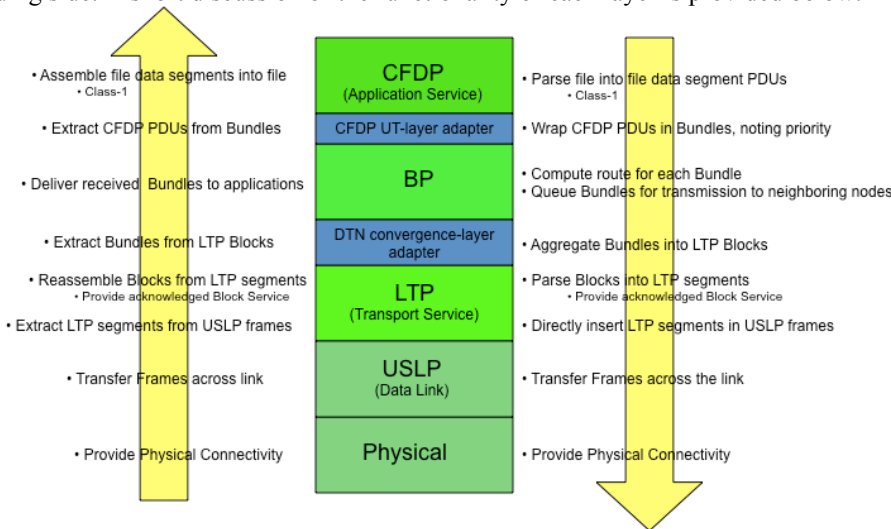 • Assemble file data segments into file
• Class-1
• Extract CFDP PDUs from Bundles
• Deliver received Bundles to applications
• Extract Bundles from LTP Blocks
• Reassemble Blocks from LTP segments
• Provide acknowledged Block Service
• Extract LTP segments from USLP frames
• Transfer Frames across link
• Provide Physical Connectivity
CFDP
(Application Service)
CFDP UT-layer adapter
BP
DTN convergence-layer
adapter
LTP
(Transport Service)
USLP
(Data Link)
Physical
• Parse file into file data segment PDUs
• Class-1
• Wrap CFDP PDUs in Bundles, noting priority
• Compute route for each Bundle
• Queue Bundles for transmission to neighboring nodes
• Aggregate Bundles into LTP Blocks
• Parse Blocks into LTP segments
• Provide acknowledged Block Service
• Directly insert LTP segments in USLP frames
• Transfer Frames across the link
• Provide Physical Connectivity